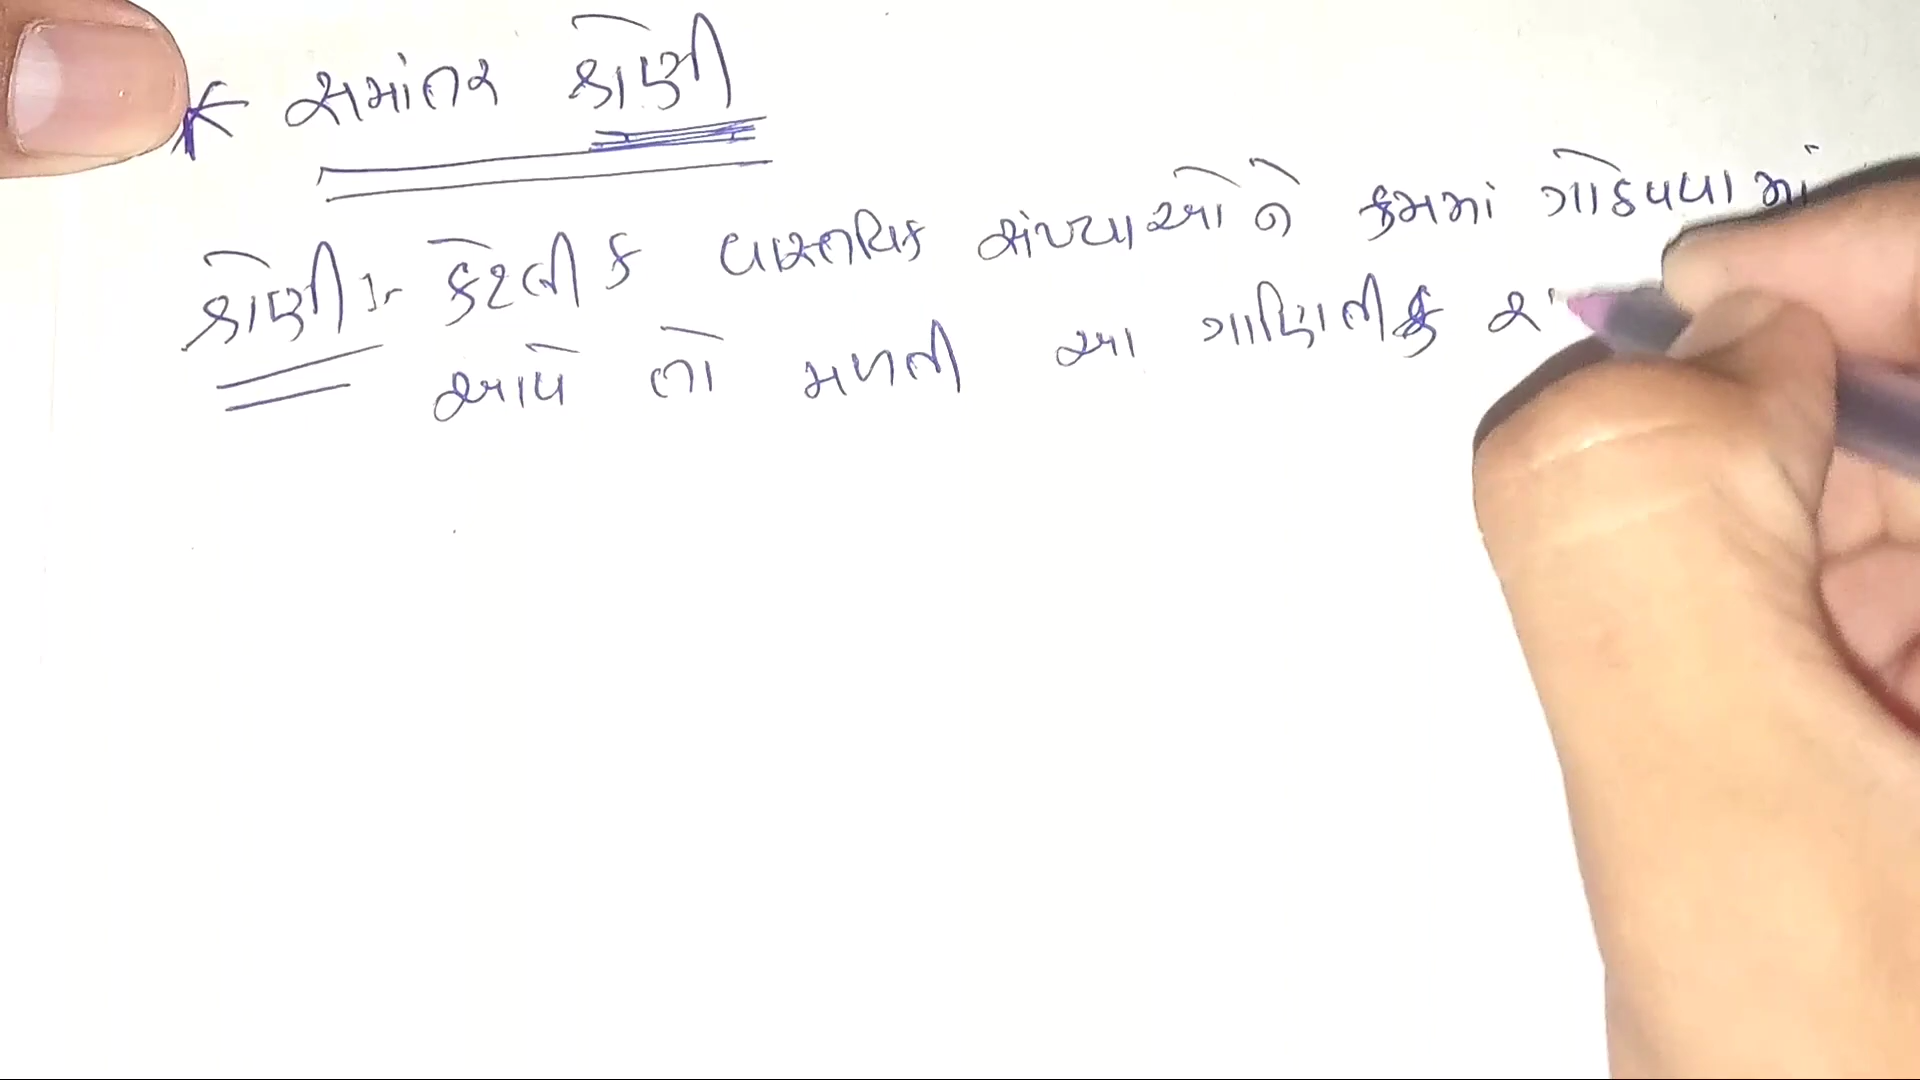 * સમાંતર શ્રેણી
શ્રેણી :- કેટલીક વાસ્તવિક સંખ્યાઓને ક્રમમાં ગોઠવવામાં
આવે તો મળતી આ ગાણિતીક